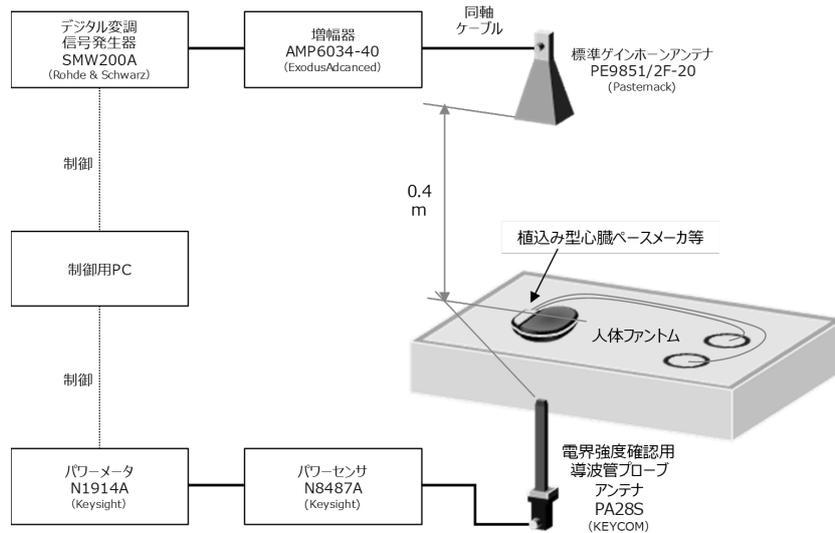 デジタル変調
信号発生器
SMW200A
(Rohde & Schwarz)
増幅器
AMP6034-40
(ExodusAdcanced)
同軸
ケーブル
標準ゲインホーンアンテナ
PE9851/2F-20
(Pasternack)
制御
0.4
m
植込み型心臓ペースメーカ等
制御用PC
人体ファントム
制御
パワーメータ
N1914A
(Keysight)
パワーセンサ
N8487A
(Keysight)
電界強度確認用
導波管プローブ
アンテナ
PA28S
(KEYCOM)